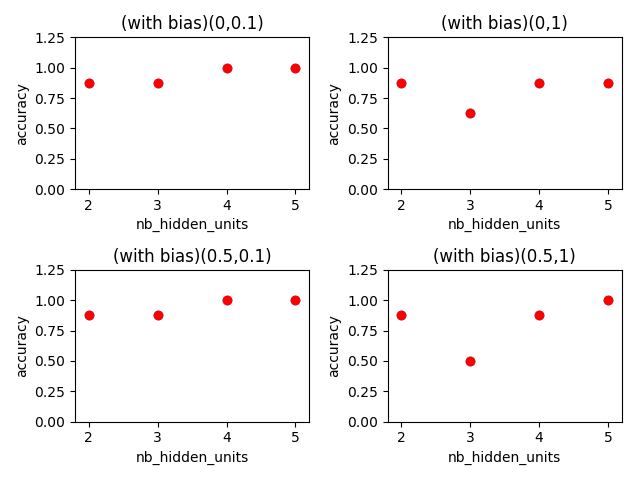 (with bias)(0,0.1)
1.25
1.00
0.75
0.50
0.25
0.00
accuracy
2 3 4 5
nb_hidden_units
(with bias)(0,1)
1.25
1.00
0.75
0.50
0.25
0.00
accuracy
2 3 4 5
nb_hidden_units
(with bias)(0.5,0.1)
1.25
1.00
0.75
0.50
0.25
0.00
accuracy
2 3 4 5
nb_hidden_units
(with bias)(0.5,1)
1.25
1.00
0.75
0.50
0.25
0.00
accuracy
2 3 4 5
nb_hidden_units